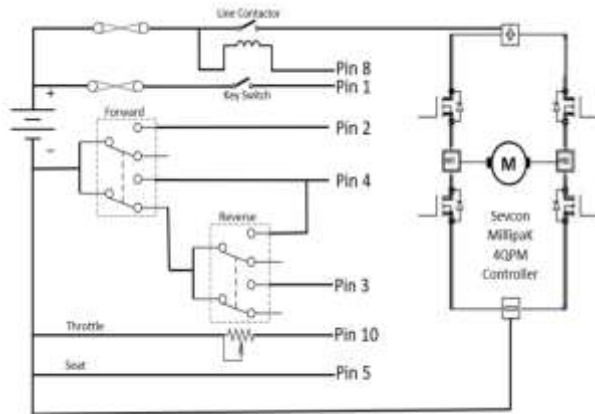 Line Contactor
Pin 8
+
Pin 1
Key Switch
Forward
Pin 2
−
M
Pin 4
Reverse
Sevcon
MillipaK
4QPM
Controller
Pin 3
Throttle
Pin 10
Seat
Pin 5